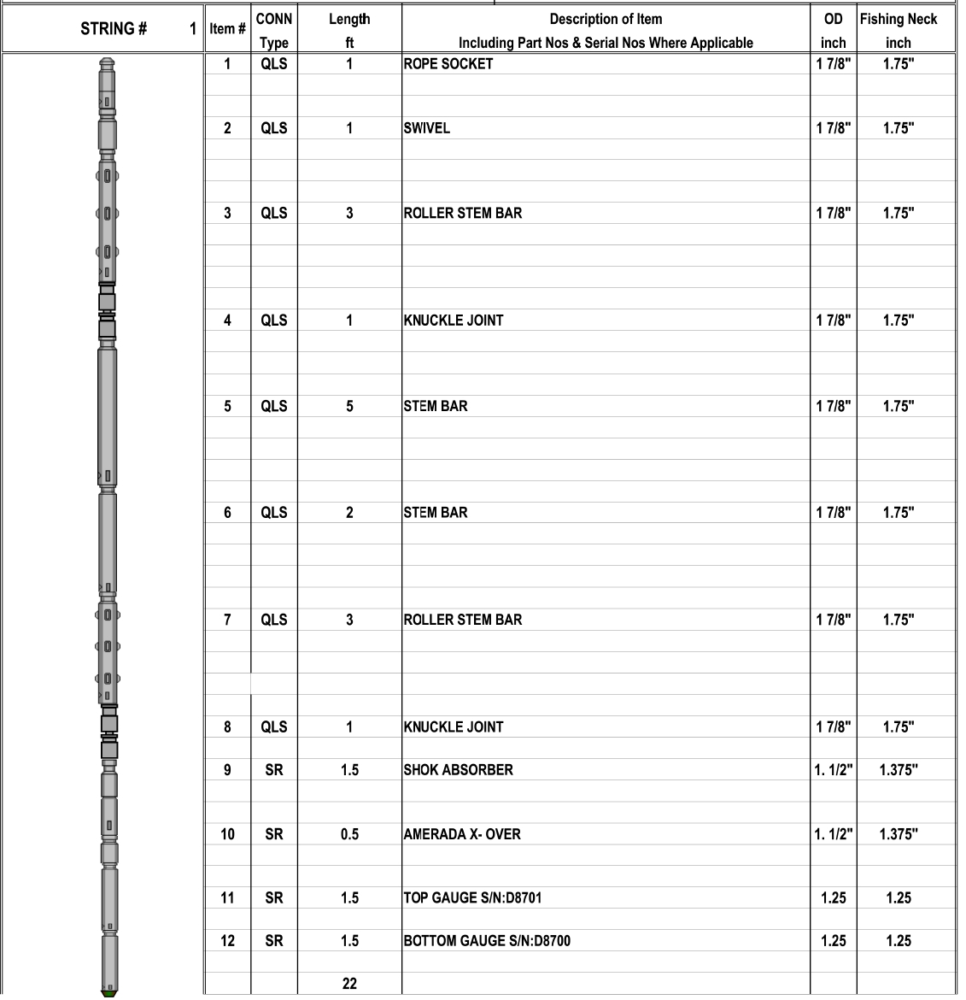 STRING # 1 Item # CONN Type Length ft Description of Item Including Part Nos & Serial Nos Where Applicable OD inch Fishing Neck inch
1 QLS 1 ROPE SOCKET 1 7/8" 1.75"
2 QLS 1 SWIVEL 1 7/8" 1.75"
3 QLS 3 ROLLER STEM BAR 1 7/8" 1.75"
4 QLS 1 KNUCKLE JOINT 1 7/8" 1.75"
5 QLS 5 STEM BAR 1 7/8" 1.75"
6 QLS 2 STEM BAR 1 7/8" 1.75"
7 QLS 3 ROLLER STEM BAR 1 7/8" 1.75"
8 QLS 1 KNUCKLE JOINT 1 7/8" 1.75"
9 SR 1.5 SHOK ABSORBER 1. 1/2" 1.375"
10 SR 0.5 AMERADA X- OVER 1. 1/2" 1.375"
11 SR 1.5 TOP GAUGE S/N:D8701 1.25 1.25
12 SR 1.5 BOTTOM GAUGE S/N:D8700 1.25 1.25
22